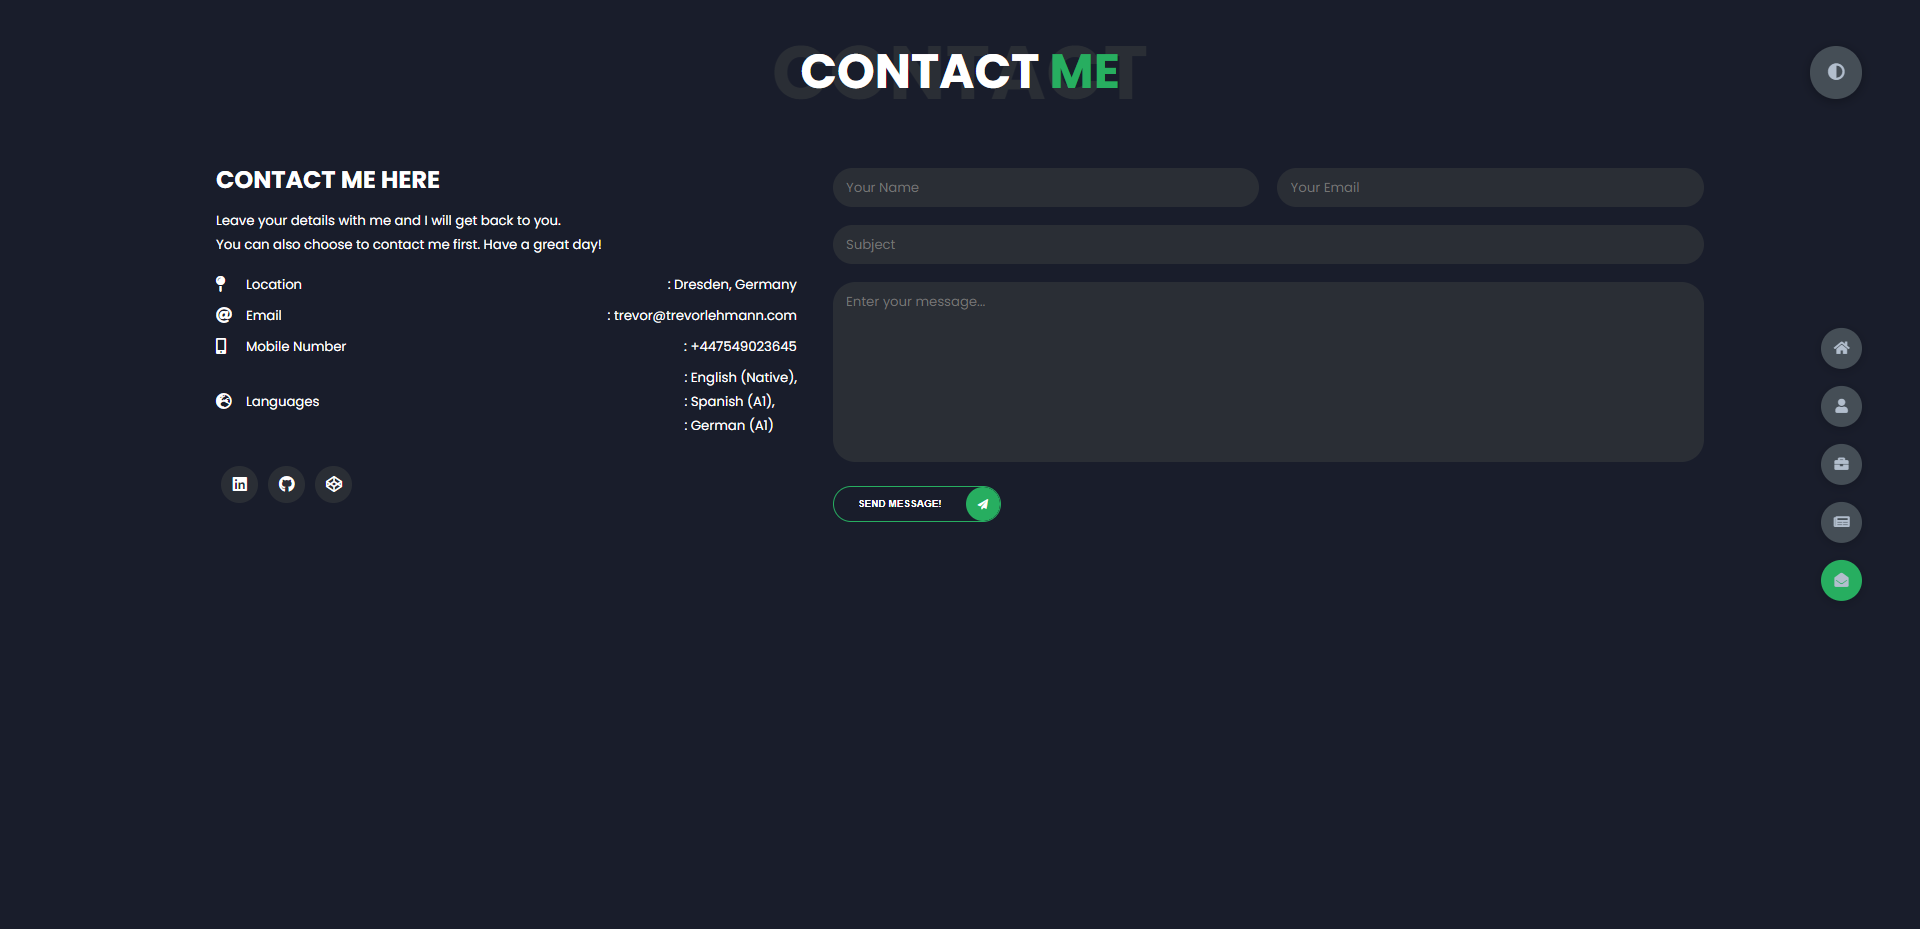 CONTACT
CONTACT ME
CONTACT ME HERE
Leave your details with me and I will get back to you.
You can also choose to contact me first. Have a great day!
Location : Dresden, Germany
Email : trevor@trevorlehmann.com
Mobile Number : +447549023645
Languages : English (Native),
: Spanish (A1),
: German (A1)
Your Name
Your Email
Subject
Enter your message...
SEND MESSAGE!